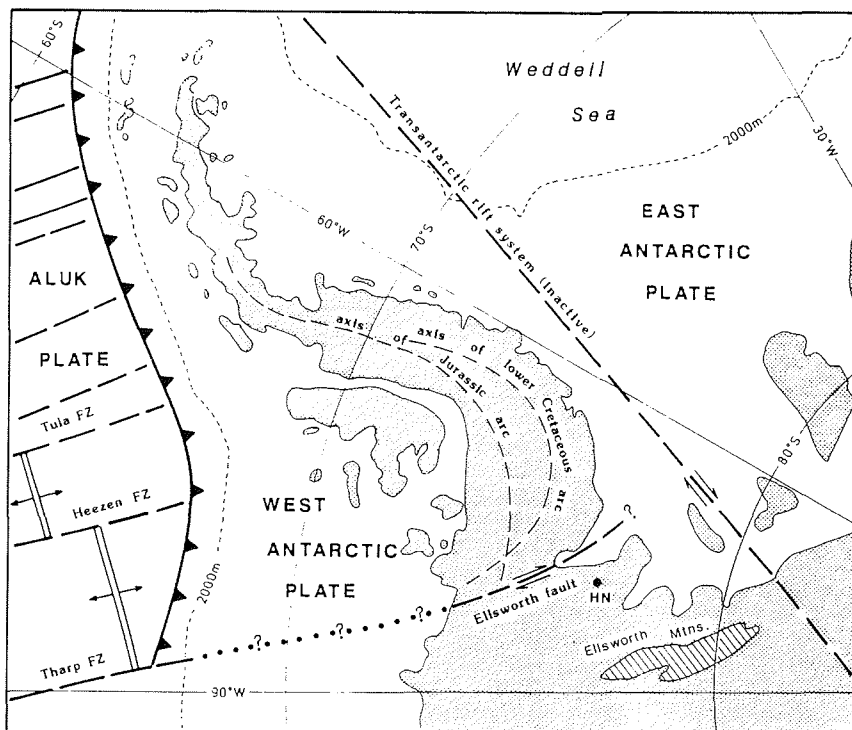 60°S
Weddell
Sea
2000m
30°W
Transantarctic rift system (inactive)
60°W
70°S
EAST
ANTARCTIC
PLATE
ALUK
PLATE
axis of Jurassic arc
axis of lower Cretaceous arc
Tula FZ
80°S
Heezen FZ
WEST
ANTARCTIC
PLATE
?
2000m
Ellsworth fault
HN
? ? ?
Ellsworth Mtns.
Tharp FZ
90°W